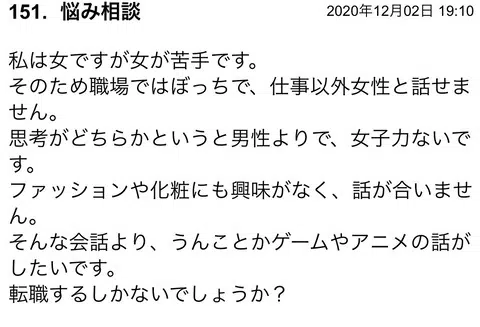 151. 悩み相談 2020年12月02日 19:10
私は女ですが女が苦手です。
そのため職場ではぼっちで、仕事以外女性と話せま
せん。
思考がどちらかというと男性よりで、女子力ないで
す。
ファッションや化粧にも興味がなく、話が合いませ
ん。
そんな会話より、うんことかゲームやアニメの話が
したいです。
転職するしかないでしょうか？